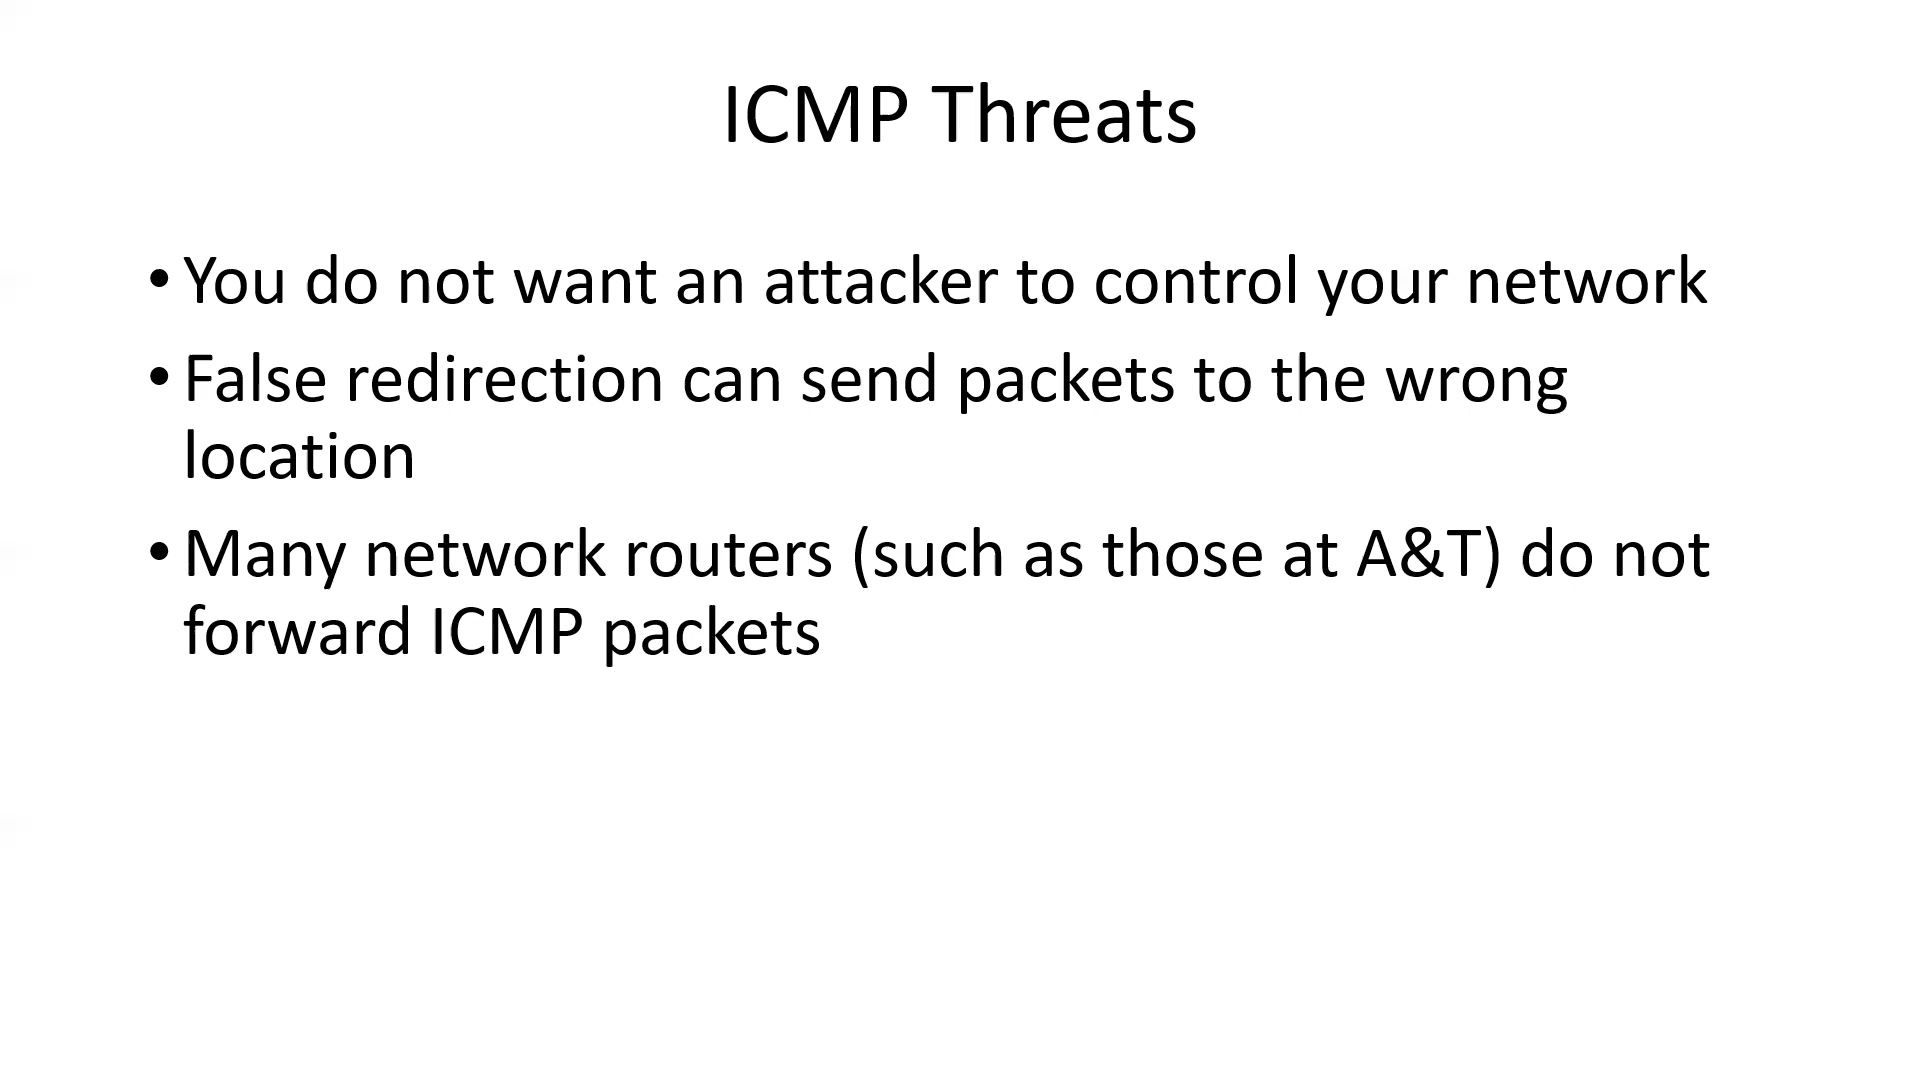 ICMP Threats
• You do not want an attacker to control your network
• False redirection can send packets to the wrong
location
• Many network routers (such as those at A&T) do not
forward ICMP packets